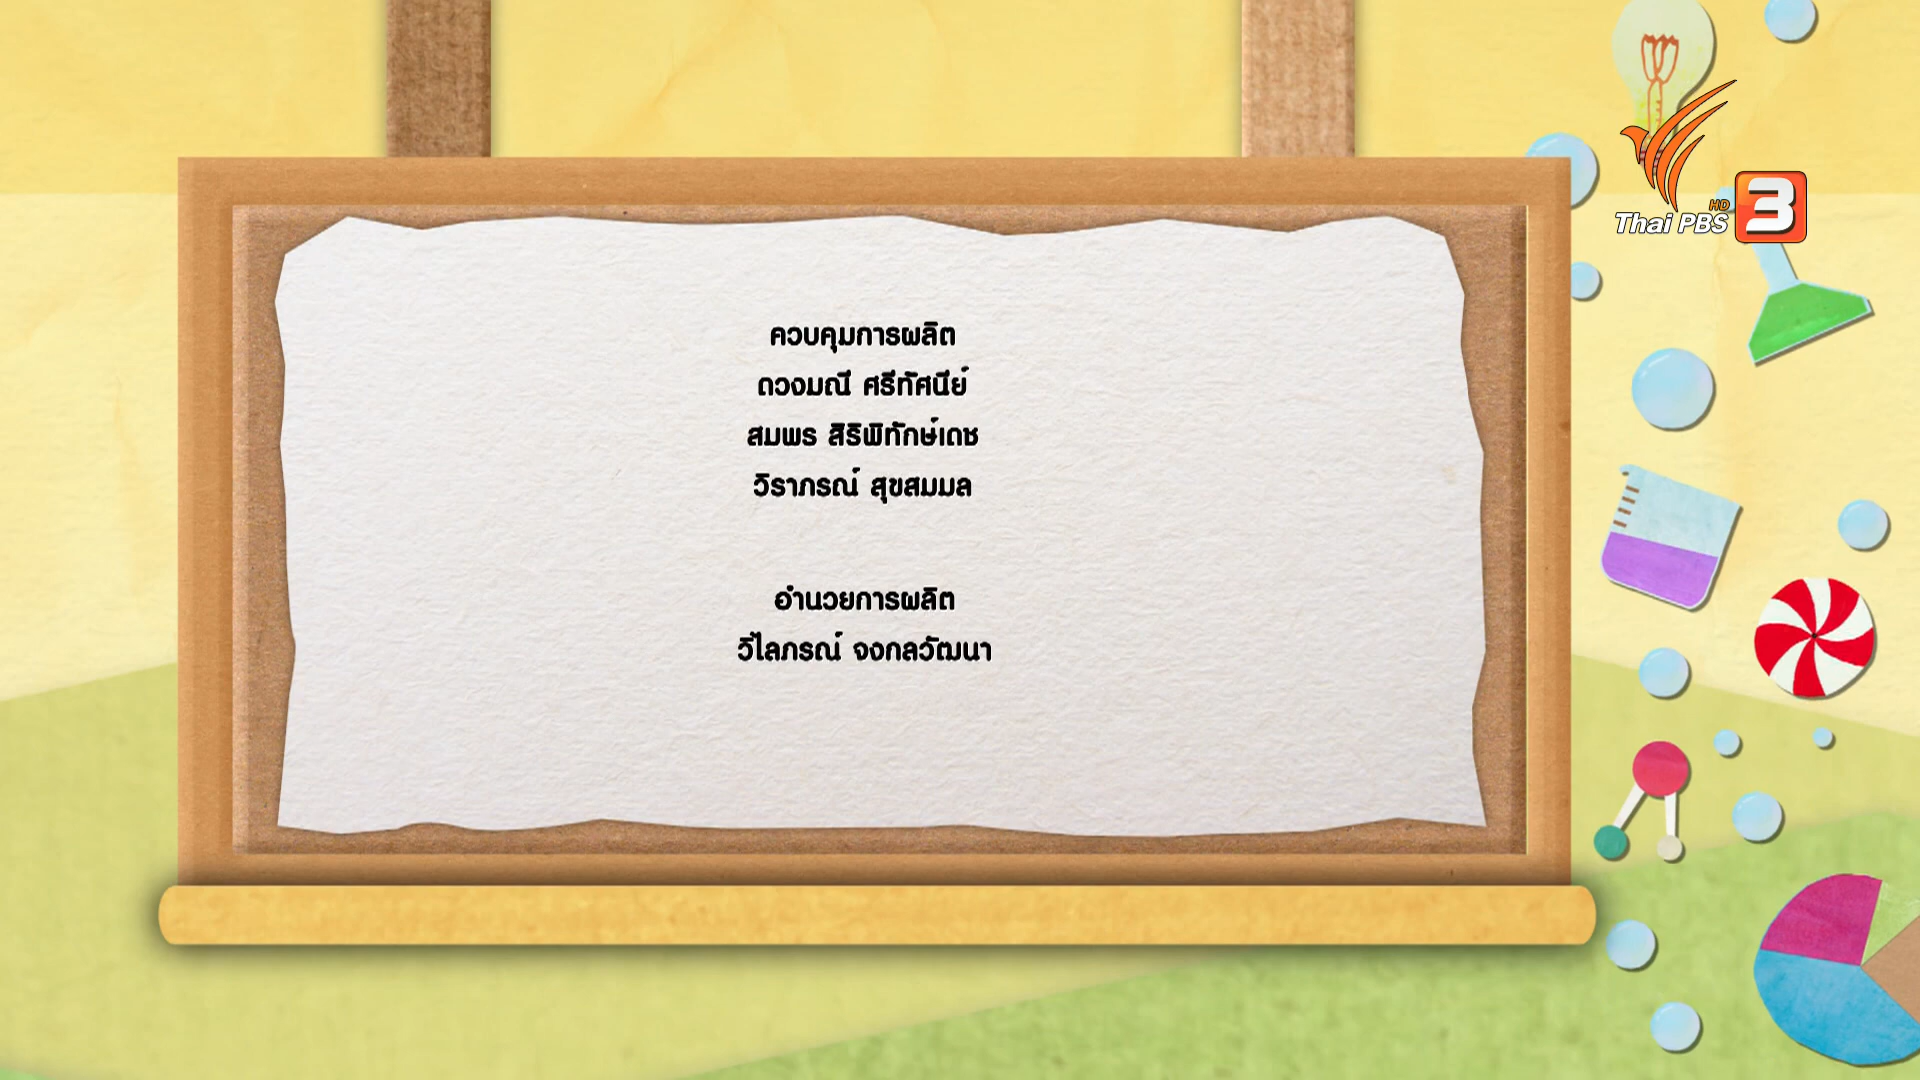 ควบคุมการผลิต
ดวงมณี ศรีทัศนีย์
สมพร สิริพิทักษ์เดช
วิราภรณ์ สุขสมมล
อำนวยการผลิต
วิไลภรณ์ จงกลวัฒนา
Thai PBS HD 3